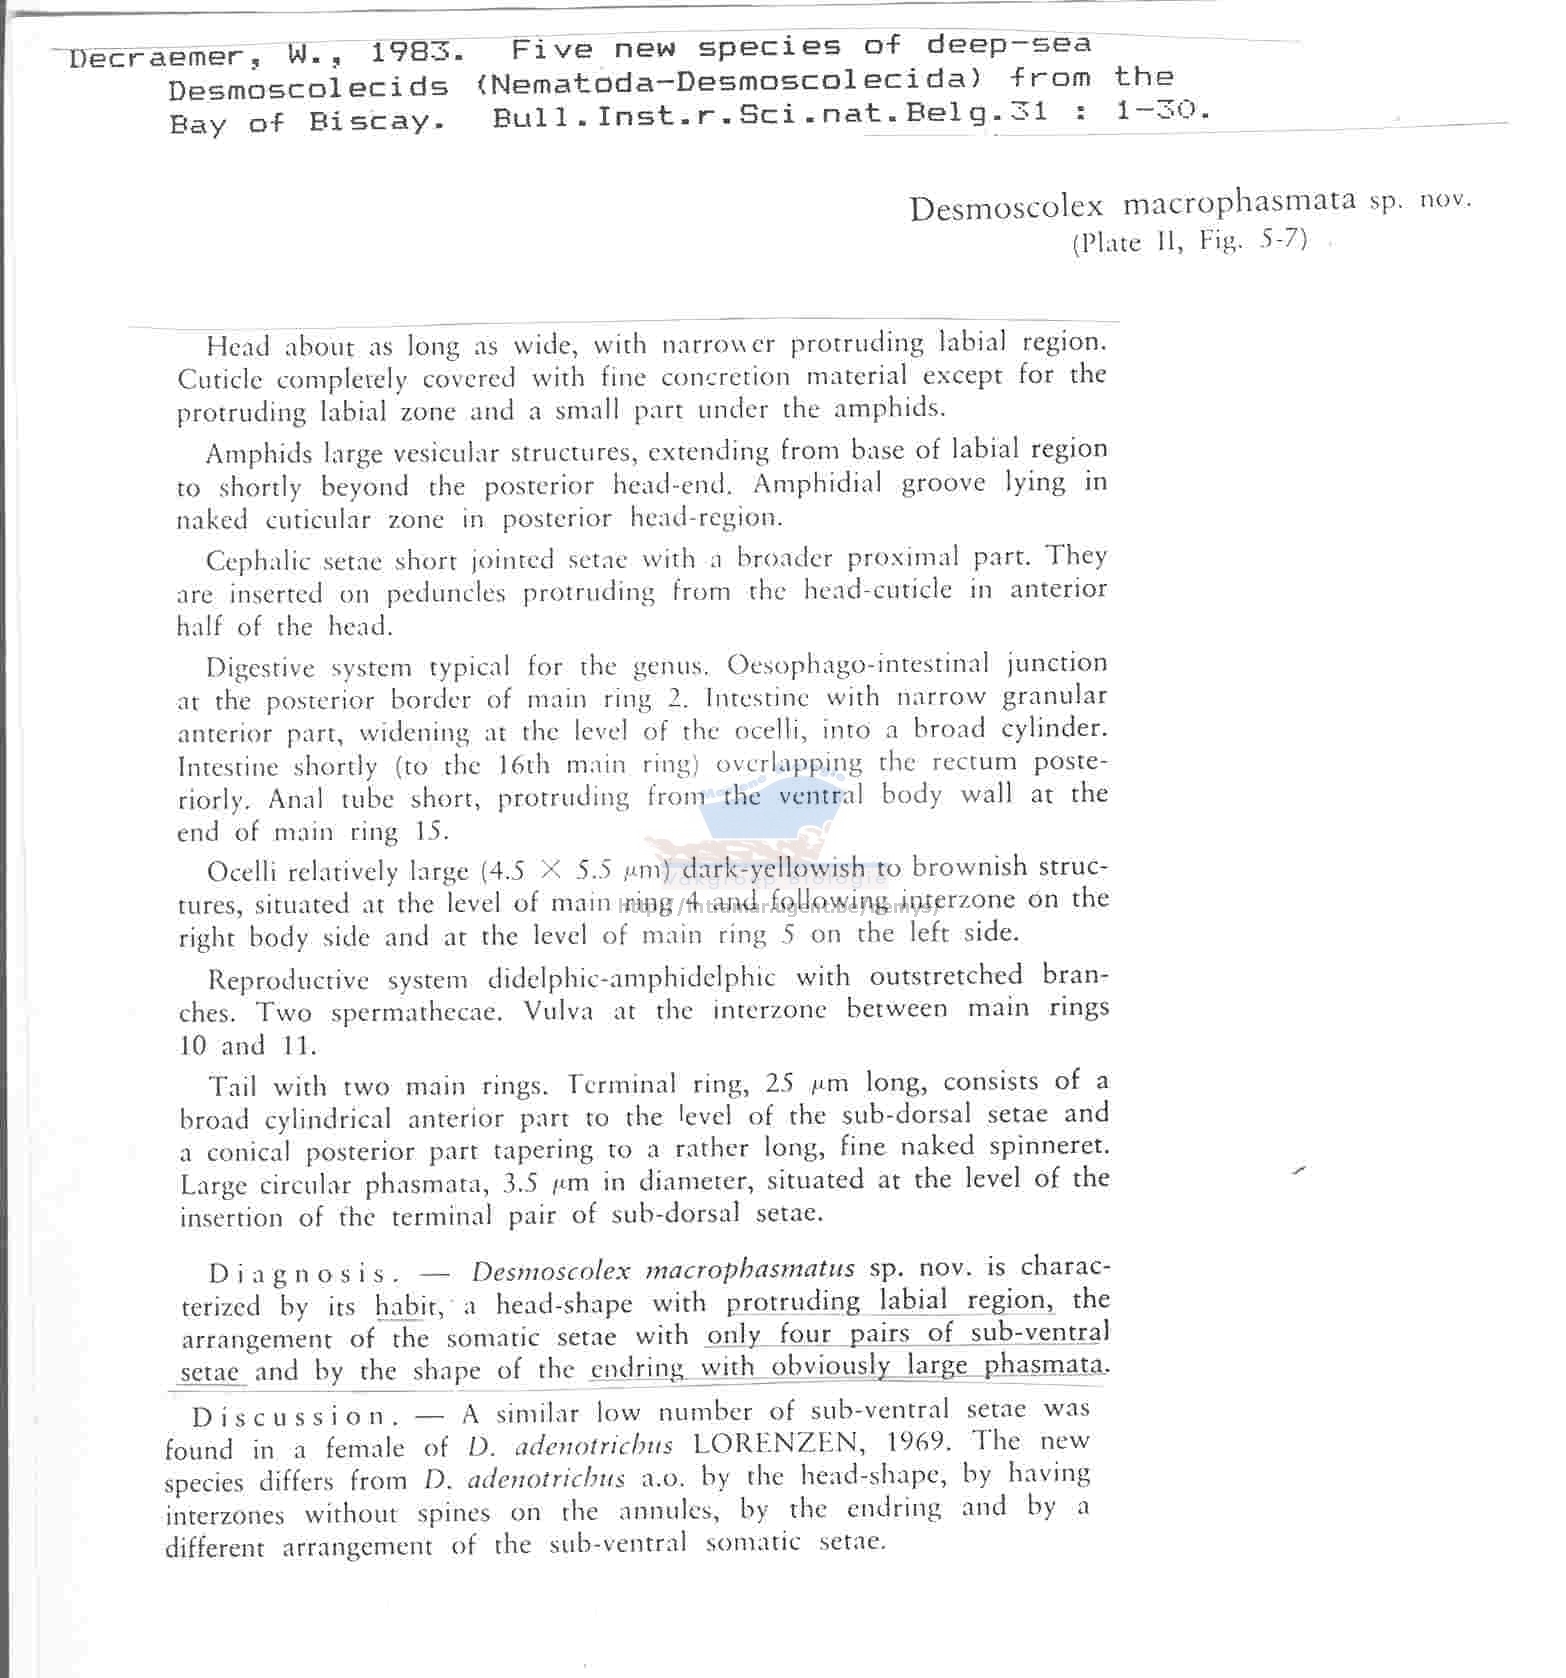 Decraemer, W., 1983. Five new species of deep-sea
Desmoscolecids (Nematoda-Desmoscolecida) from the
Bay of Biscay. Bull.Inst.r.Sci.nat.Belg.31 : 1-30.
Desmoscolex macrophasmata sp. nov.
(Plate II, Fig. 5-7)
Head about as long as wide, with narrower protruding labial region.
Cuticle completely covered with fine concretion material except for the
protruding labial zone and a small part under the amphids.
Amphids large vesicular structures, extending from base of labial region
to shortly beyond the posterior head-end. Amphidial groove lying in
naked cuticular zone in posterior head-region.
Cephalic setae short jointed setae with a broader proximal part. They
are inserted on peduncles protruding from the head-cuticle in anterior
half of the head.
Digestive system typical for the genus. Oesophago-intestinal junction
at the posterior border of main ring 2. Intestine with narrow granular
anterior part, widening at the level of the ocelli, into a broad cylinder.
Intestine shortly (to the 16th main ring) overlapping the rectum poste-
riorly. Anal tube short, protruding from the ventral body wall at the
end of main ring 15.
Ocelli relatively large (4.5 × 5.5 μm) dark-yellowish to brownish struc-
tures, situated at the level of main ring 4 and following interzone on the
right body side and at the level of main ring 5 on the left side.
Reproductive system didelphic-amphidelphic with outstretched bran-
ches. Two spermathecae. Vulva at the interzone between main rings
10 and 11.
Tail with two main rings. Terminal ring, 25 μm long, consists of a
broad cylindrical anterior part to the level of the sub-dorsal setae and
a conical posterior part tapering to a rather long, fine naked spinneret.
Large circular phasmata, 3.5 μm in diameter, situated at the level of the
insertion of the terminal pair of sub-dorsal setae.
Diagnosis. — Desmoscolex macrophasmatus sp. nov. is charac-
terized by its habit, a head-shape with protruding labial region, the
arrangement of the somatic setae with only four pairs of sub-ventral
setae and by the shape of the endring with obviously large phasmata.
Discussion. — A similar low number of sub-ventral setae was
found in a female of D. adenotrichus LORENZEN, 1969. The new
species differs from D. adenotrichus a.o. by the head-shape, by having
interzones without spines on the annules, by the endring and by a
different arrangement of the sub-ventral somatic setae.